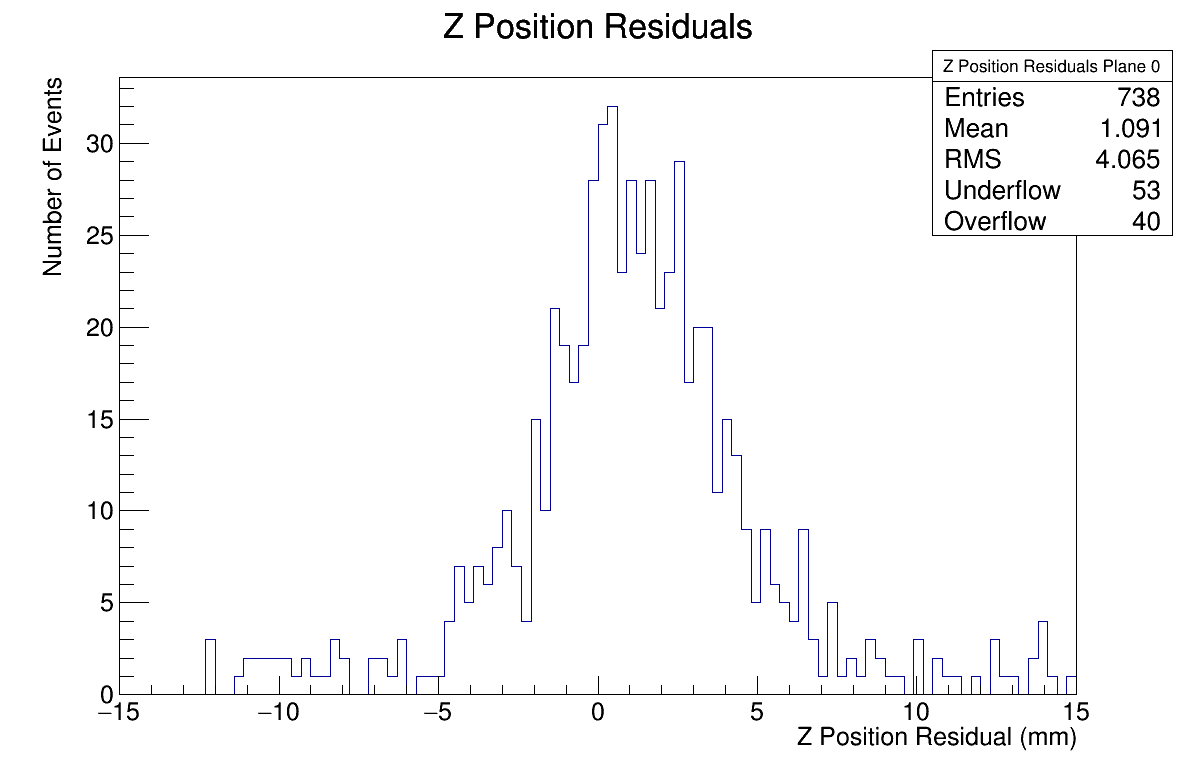 Z Position Residuals
Z Position Residuals Plane 0
Entries 738
Mean 1.091
RMS 4.065
Underflow 53
Overflow 40
Number of Events
30
25
20
15
10
5
0
−15 −10 −5 0 5 10 15
Z Position Residual (mm)